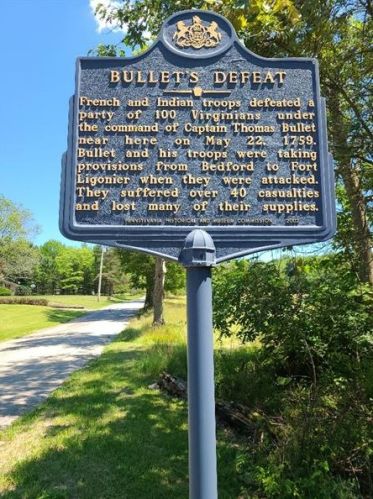 BULLET'S DEFEAT
French and Indian troops defeated a
party of 100 Virginians under
the command of Captain Thomas Bullet
near here on May 22, 1759.
Bullet and his troops were taking
provisions from Bedford to Fort
Ligonier when they were attacked.
They suffered over 40 casualties
and lost many of their supplies.
PENNSYLVANIA HISTORICAL AND MUSEUM COMMISSION 2002